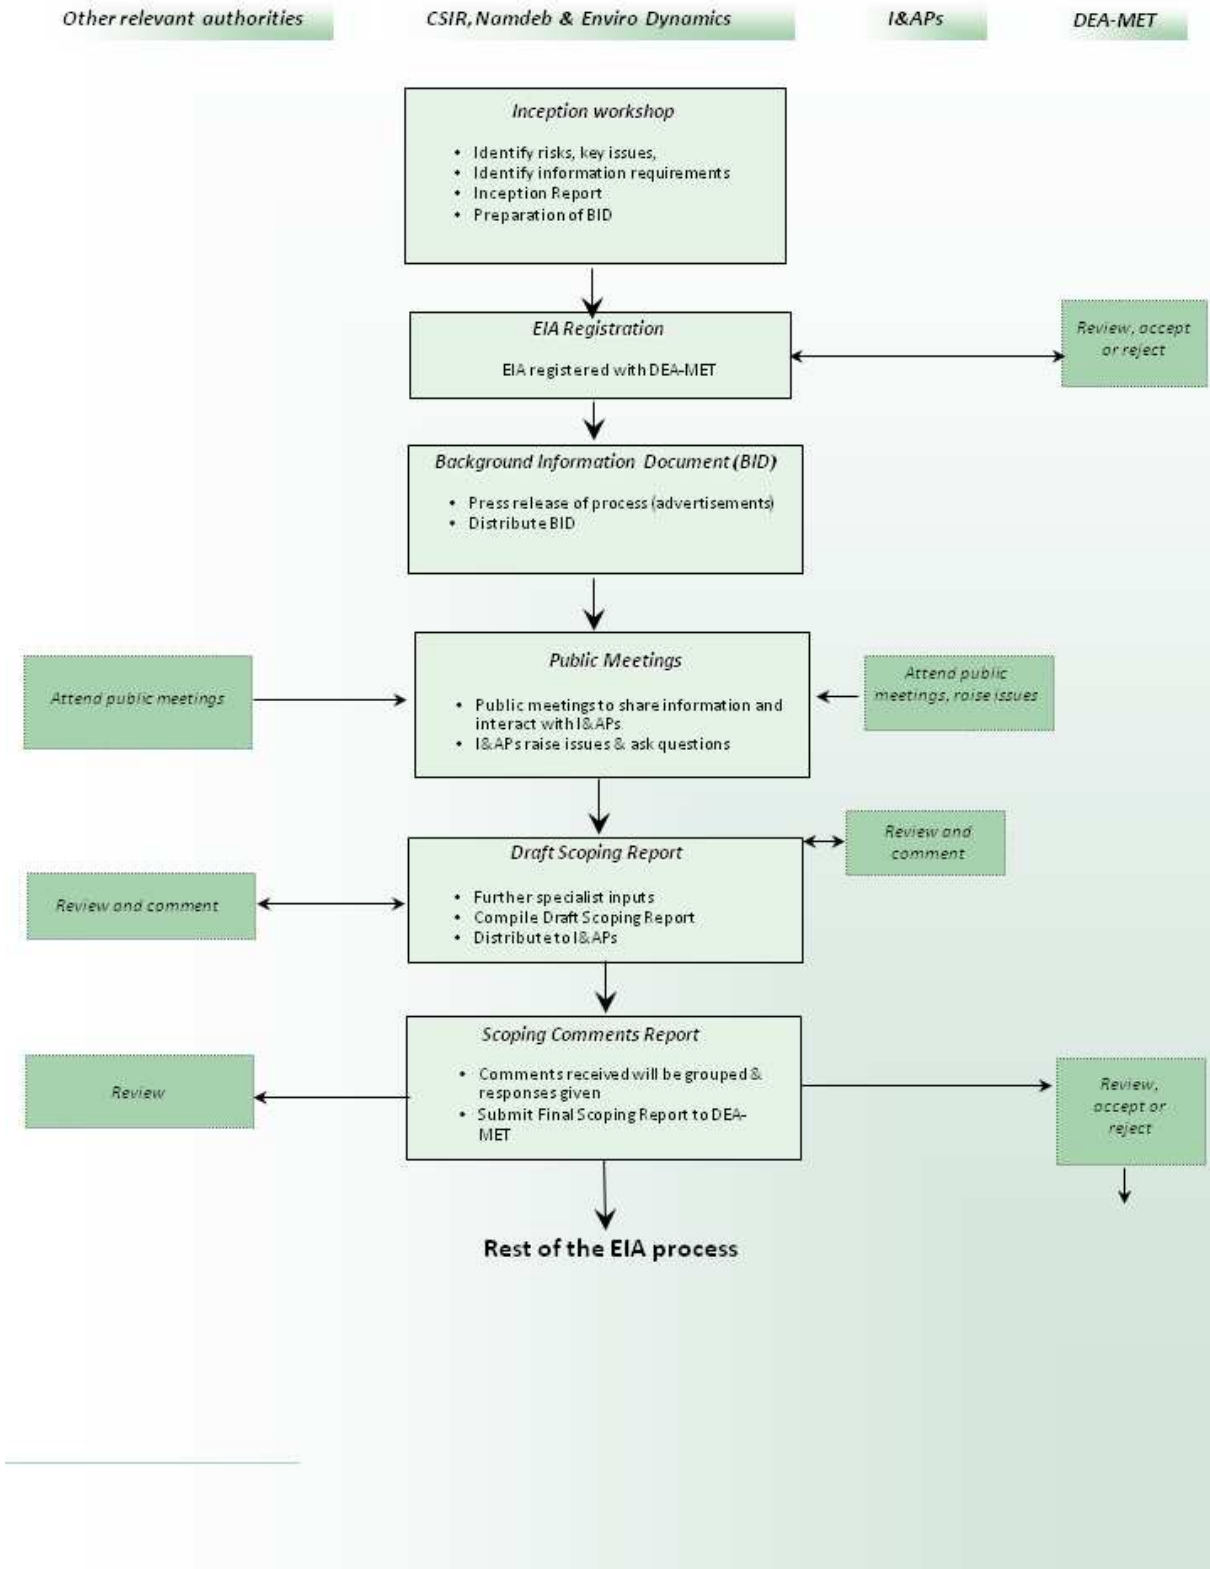 Other relevant authorities
CSIR, Namdeb & Enviro Dynamics
I&APs
DEA-MET
Inception workshop
• Identify risks, key issues,
• Identify information requirements
• Inception Report
• Preparation of BID
EIA Registration
EIA registered with DEA-MET
Review, accept
or reject
Background Information Document (BID)
• Press release of process (advertisements)
• Distribute BID
Attend public meetings
Public Meetings
• Public meetings to share information and
interact with I&APs
• I&APs raise issues & ask questions
Attend public
meetings, raise issues
Review and comment
Draft Scoping Report
• Further specialist inputs
• Compile Draft Scoping Report
• Distribute to I&APs
Review and
comment
Review
Scoping Comments Report
• Comments received will be grouped &
responses given
• Submit Final Scoping Report to DEA-
MET
Review,
accept or
reject
Rest of the EIA process